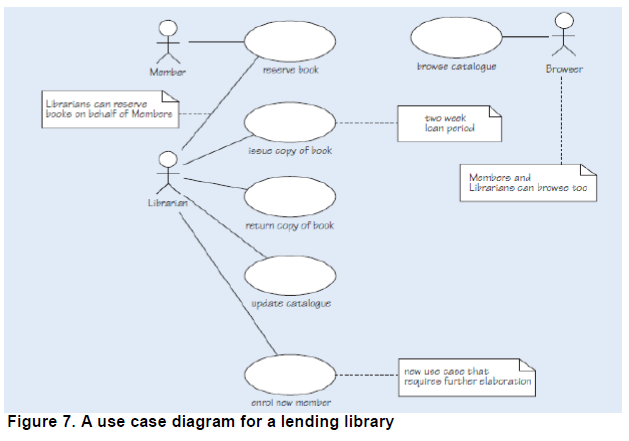 Member
reserve book
browse catalogue
Browser
Librarians can reserve
books on behalf of Members
two week
loan period
issue copy of book
Members and
Librarians can browse too
Librarian
return copy of book
update catalogue
new use case that
requires further elaboration
enrol new member
Figure 7. A use case diagram for a lending library